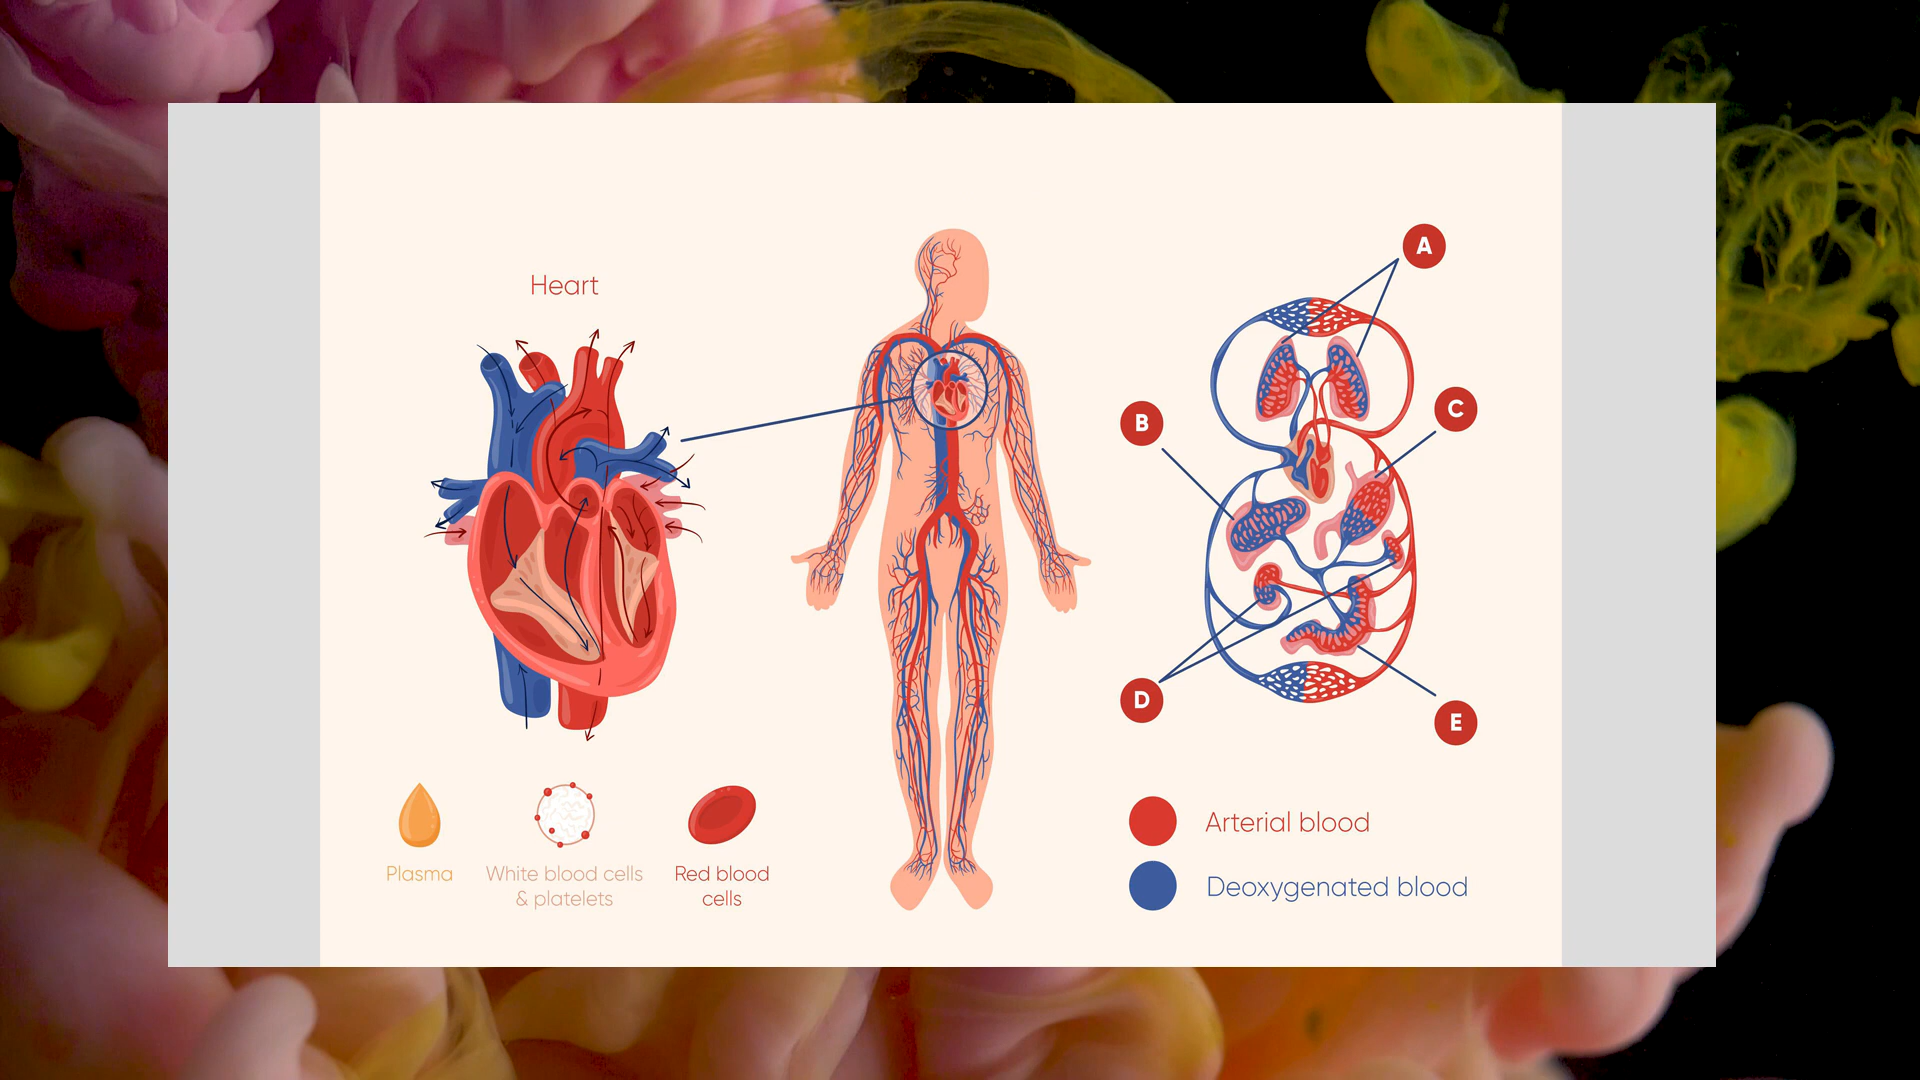 Heart
A
B
C
D
E
Plasma
White blood cells
& platelets
Red blood
cells
Arterial blood
Deoxygenated blood